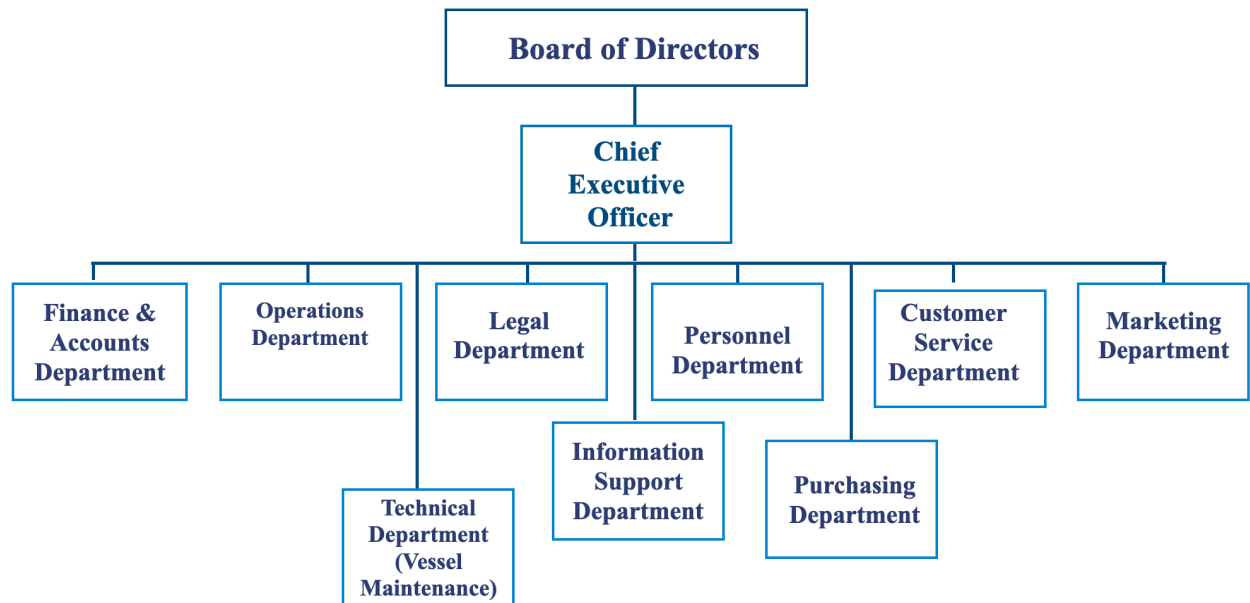 Board of Directors
Chief
Executive
Officer
Finance &
Accounts
Department
Operations
Department
Legal
Department
Personnel
Department
Customer
Service
Department
Marketing
Department
Technical
Department
(Vessel
Maintenance)
Information
Support
Department
Purchasing
Department